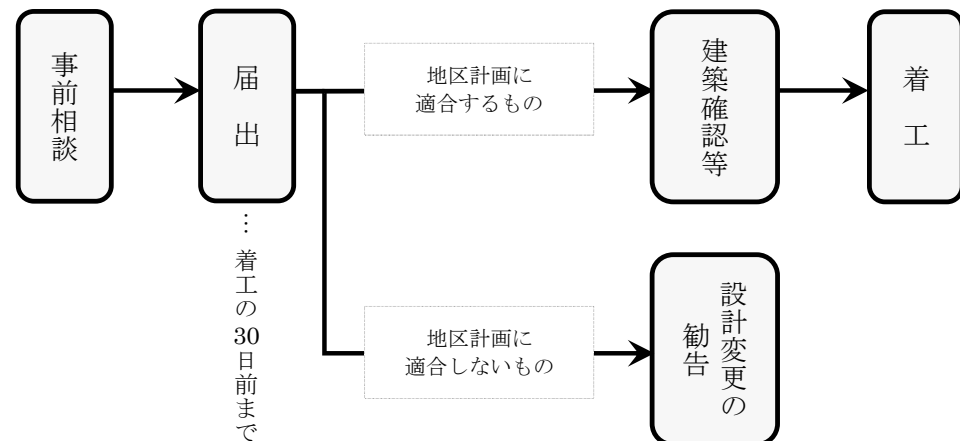 事前相談
届出
…着工の30日前まで
地区計画に
適合するもの
建築確認等
着工
地区計画に
適合しないもの
設計変更の
勧告